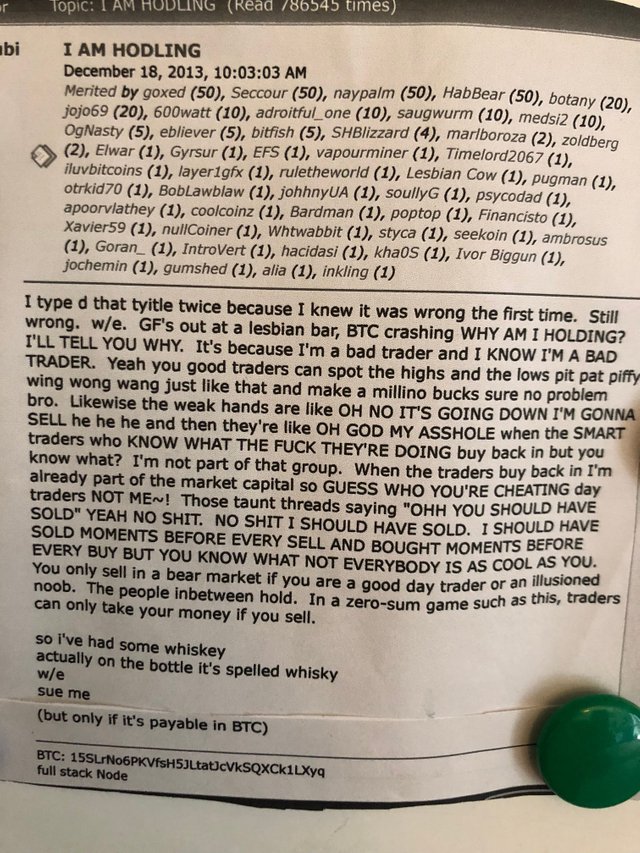 or Topic: I AM HODLING (Read 786545 times)
ubi I AM HODLING
December 18, 2013, 10:03:03 AM
Merited by goxed (50), Seccour (50), naypalm (50), HabBear (50), botany (20),
jojo69 (20), 600watt (10), adroitful_one (10), saugwurm (10), medsi2 (10),
OgNasty (5), ebliever (5), bitfish (5), SHBlizzard (4), marlboroza (2), zoldberg
(2), Elwar (1), Gyrsur (1), EFS (1), vapourminer (1), Timelord2067 (1),
iluvbitcoins (1), layer1gfx (1), ruletheworld (1), Lesbian Cow (1), pugman (1),
otrkid70 (1), BobLawblaw (1), johhnyUA (1), soullyG (1), psycodad (1),
apoorvlathey (1), coolcoinz (1), Bardman (1), poptop (1), Financisto (1),
Xavier59 (1), nullCoiner (1), Whtwabbit (1), styca (1), seekoin (1), ambrosus
(1), Goran_ (1), IntroVert (1), hacidasi (1), kha0S (1), Ivor Biggun (1),
jochemin (1), gumshed (1), alia (1), inkling (1)
I type d that tyitle twice because I knew it was wrong the first time. Still
wrong. w/e. GF's out at a lesbian bar, BTC crashing WHY AM I HOLDING?
I'LL TELL YOU WHY. It's because I'm a bad trader and I KNOW I'M A BAD
TRADER. Yeah you good traders can spot the highs and the lows pit pat piffy
wing wong wang just like that and make a millino bucks sure no problem
bro. Likewise the weak hands are like OH NO IT'S GOING DOWN I'M GONNA
SELL he he he and then they're like OH GOD MY ASSHOLE when the SMART
traders who KNOW WHAT THE FUCK THEY'RE DOING buy back in but you
know what? I'm not part of that group. When the traders buy back in I'm
already part of the market capital so GUESS WHO YOU'RE CHEATING day
traders NOT ME~! Those taunt threads saying "OHH YOU SHOULD HAVE
SOLD" YEAH NO SHIT. NO SHIT I SHOULD HAVE SOLD. I SHOULD HAVE
SOLD MOMENTS BEFORE EVERY SELL AND BOUGHT MOMENTS BEFORE
EVERY BUY BUT YOU KNOW WHAT NOT EVERYBODY IS AS COOL AS YOU.
You only sell in a bear market if you are a good day trader or an illusioned
noob. The people inbetween hold. In a zero-sum game such as this, traders
can only take your money if you sell.
so i've had some whiskey
actually on the bottle it's spelled whisky
w/e
sue me
(but only if it's payable in BTC)
BTC: 15SLrNo6PKVfsH5JLtatJcVkSQXCk1LXyq
full stack Node